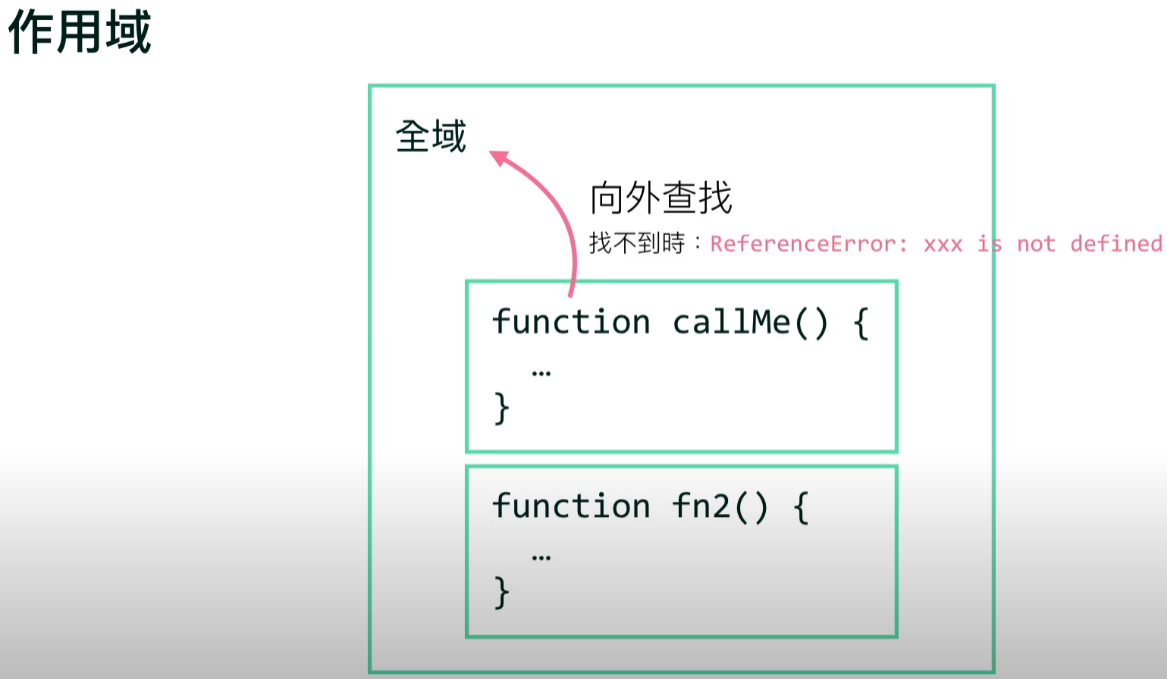 作用域
全域
向外查找
找不到時：ReferenceError: xxx is not defined
function callMe() {
…
}
function fn2() {
…
}